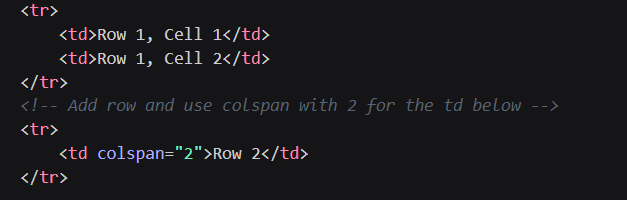 <tr>
<td>Row 1, Cell 1</td>
<td>Row 1, Cell 2</td>
</tr>
<!-- Add row and use colspan with 2 for the td below -->
<tr>
<td colspan="2">Row 2</td>
</tr>